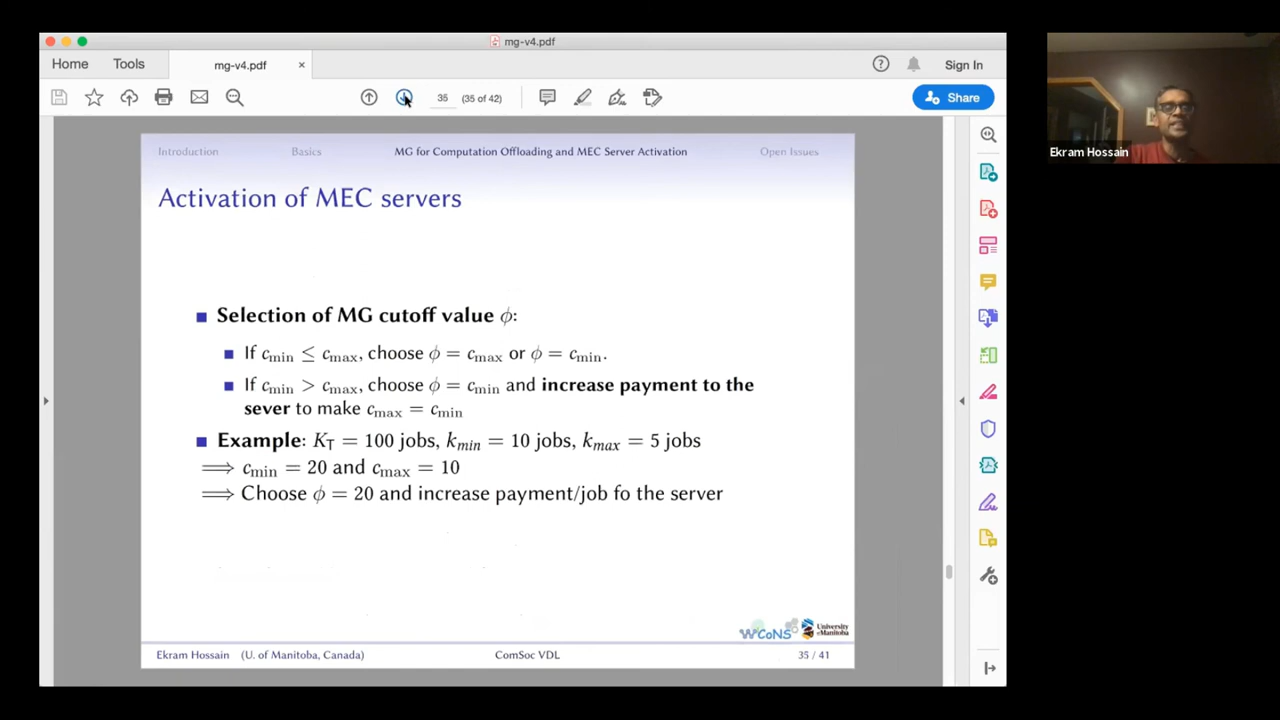 mg-v4.pdf
Home Tools mg-v4.pdf × Sign In
35 (35 of 42) Share
Introduction Basics MG for Computation Offloading and MEC Server Activation Open Issues
Activation of MEC servers
Selection of MG cutoff value ϕ:
If c_min ≤ c_max, choose ϕ = c_max or ϕ = c_min.
If c_min > c_max, choose ϕ = c_min and increase payment to the
sever to make c_max = c_min
Example: K_T = 100 jobs, k_min = 10 jobs, k_max = 5 jobs
⟹ c_min = 20 and c_max = 10
⟹ Choose ϕ = 20 and increase payment/job fo the server
WCoNS University of Manitoba
Ekram Hossain (U. of Manitoba, Canada) ComSoc VDL 35 / 41
Ekram Hossain